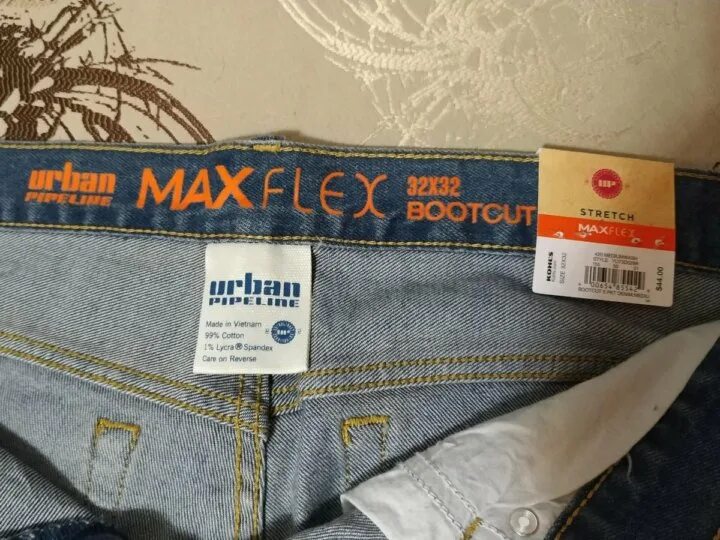 urban
PIPELINE
MAXFLEX
32X32
BOOTCUT
urban
PIPELINE
Made in Vietnam
99% Cotton
1% Lycra® Spandex
Care on Reverse
UP
STRETCH
MAXFLEX
KOHLS
SIZE 32X32
$44.00